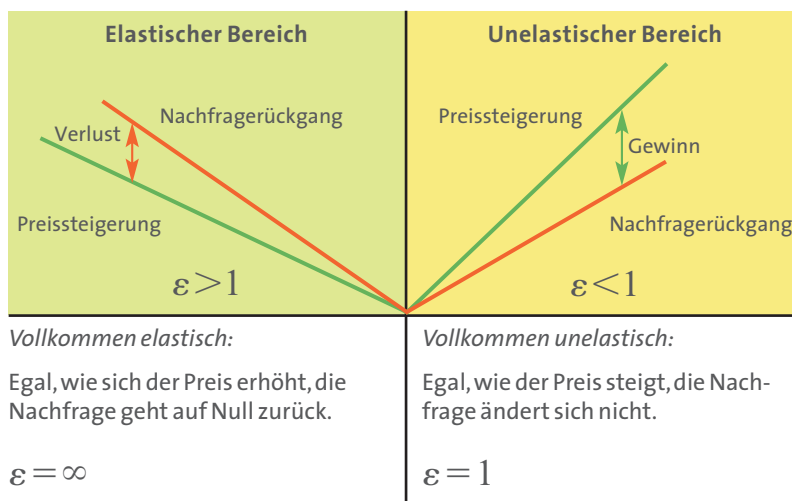 Elastischer Bereich
Nachfragerückgang
Verlust
Preissteigerung
ε>1
Unelastischer Bereich
Preissteigerung
Gewinn
Nachfragerückgang
ε<1
Vollkommen elastisch:
Egal, wie sich der Preis erhöht, die
Nachfrage geht auf Null zurück.
ε=∞
Vollkommen unelastisch:
Egal, wie der Preis steigt, die Nach-
frage ändert sich nicht.
ε=1